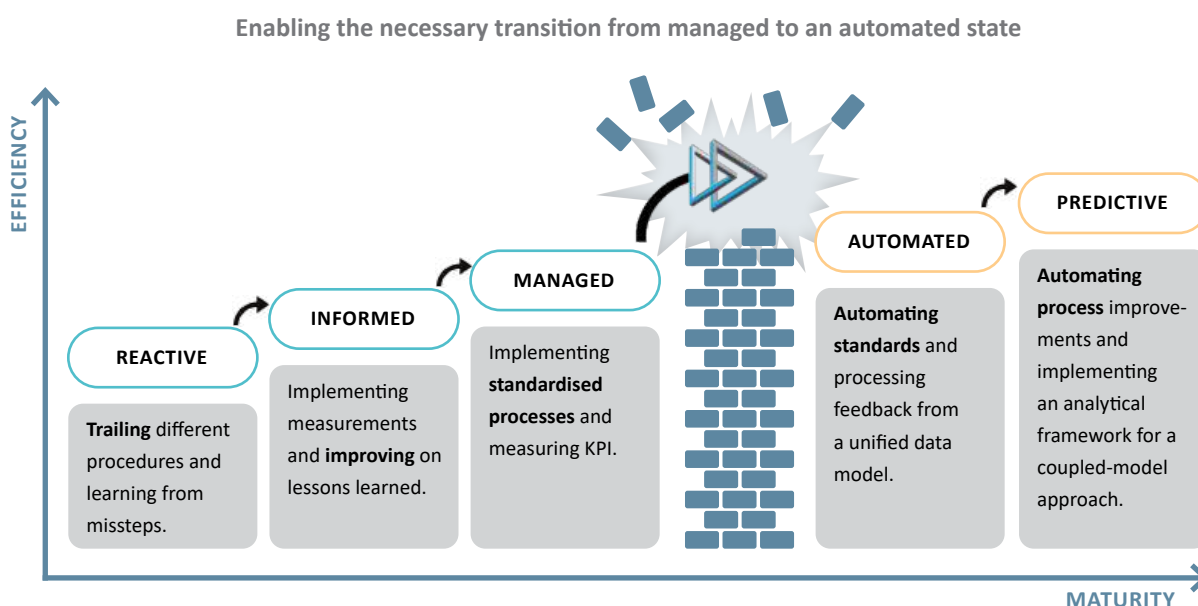 Enabling the necessary transition from managed to an automated state
EFFICIENCY
REACTIVE
Trailing different
procedures and
learning from
missteps.
INFORMED
Implementing
measurements
and improving on
lessons learned.
MANAGED
Implementing
standardised
processes and
measuring KPI.
AUTOMATED
Automating
standards and
processing
feedback from
a unified data
model.
PREDICTIVE
Automating
process improve-
ments and
implementing
an analytical
framework for a
coupled-model
approach.
MATURITY